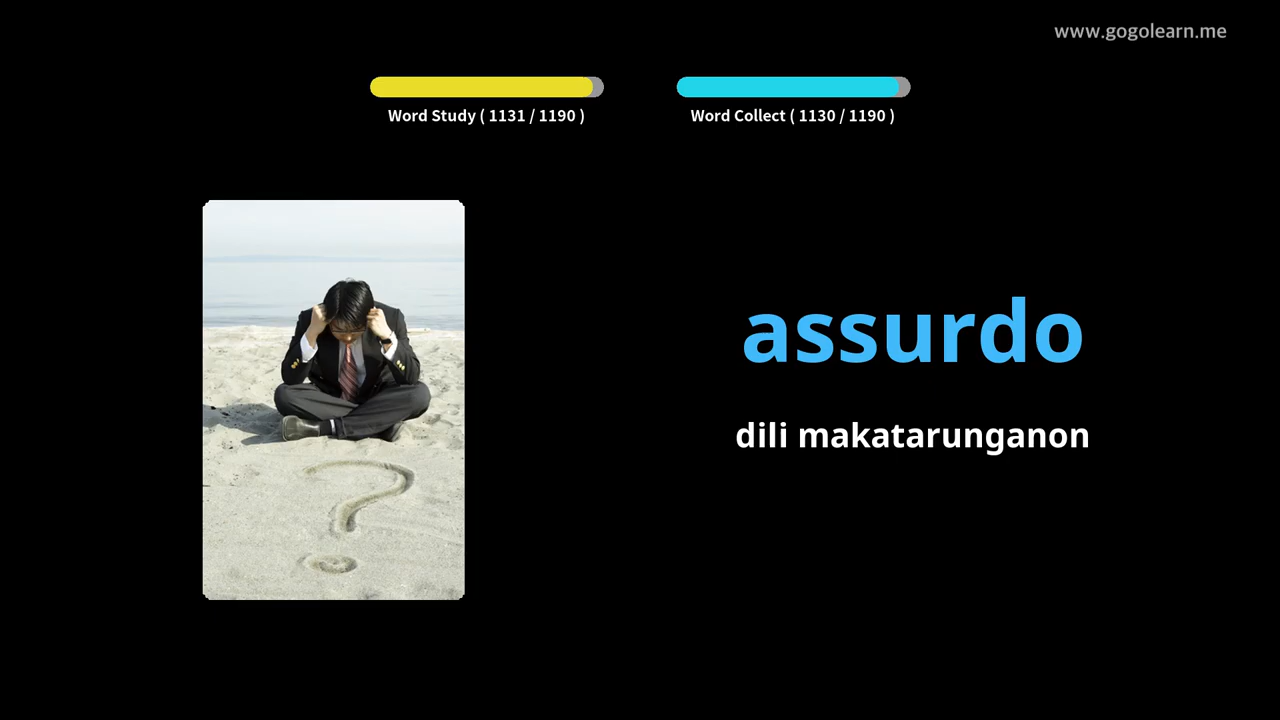 www.gogolearn.me
Word Study ( 1131 / 1190 )
Word Collect ( 1130 / 1190 )
assurdo
dili makatarunganon
?